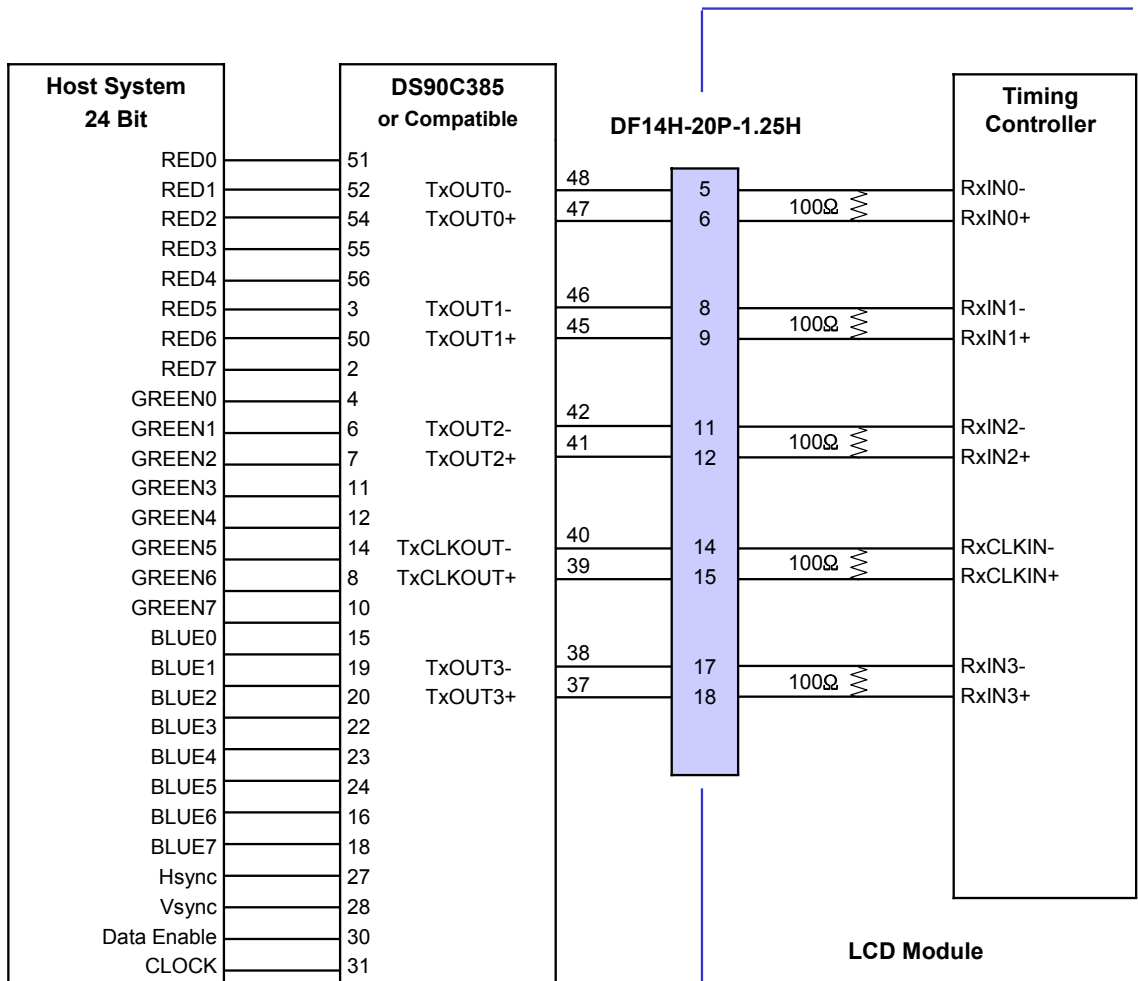 Host System
24 Bit
DS90C385
or Compatible
DF14H-20P-1.25H
Timing
Controller
RED0 51
RED1 52 TxOUT0- 48 5 RxIN0-
100Ω
RED2 54 TxOUT0+ 47 6 RxIN0+
RED3 55
RED4 56
RED5 3 TxOUT1- 46 8 RxIN1-
100Ω
RED6 50 TxOUT1+ 45 9 RxIN1+
RED7 2
GREEN0 4
GREEN1 6 TxOUT2- 42 11 RxIN2-
100Ω
GREEN2 7 TxOUT2+ 41 12 RxIN2+
GREEN3 11
GREEN4 12
GREEN5 14 TxCLKOUT- 40 14 RxCLKIN-
100Ω
GREEN6 8 TxCLKOUT+ 39 15 RxCLKIN+
GREEN7 10
BLUE0 15
BLUE1 19 TxOUT3- 38 17 RxIN3-
100Ω
BLUE2 20 TxOUT3+ 37 18 RxIN3+
BLUE3 22
BLUE4 23
BLUE5 24
BLUE6 16
BLUE7 18
Hsync 27
Vsync 28
Data Enable 30
CLOCK 31
LCD Module